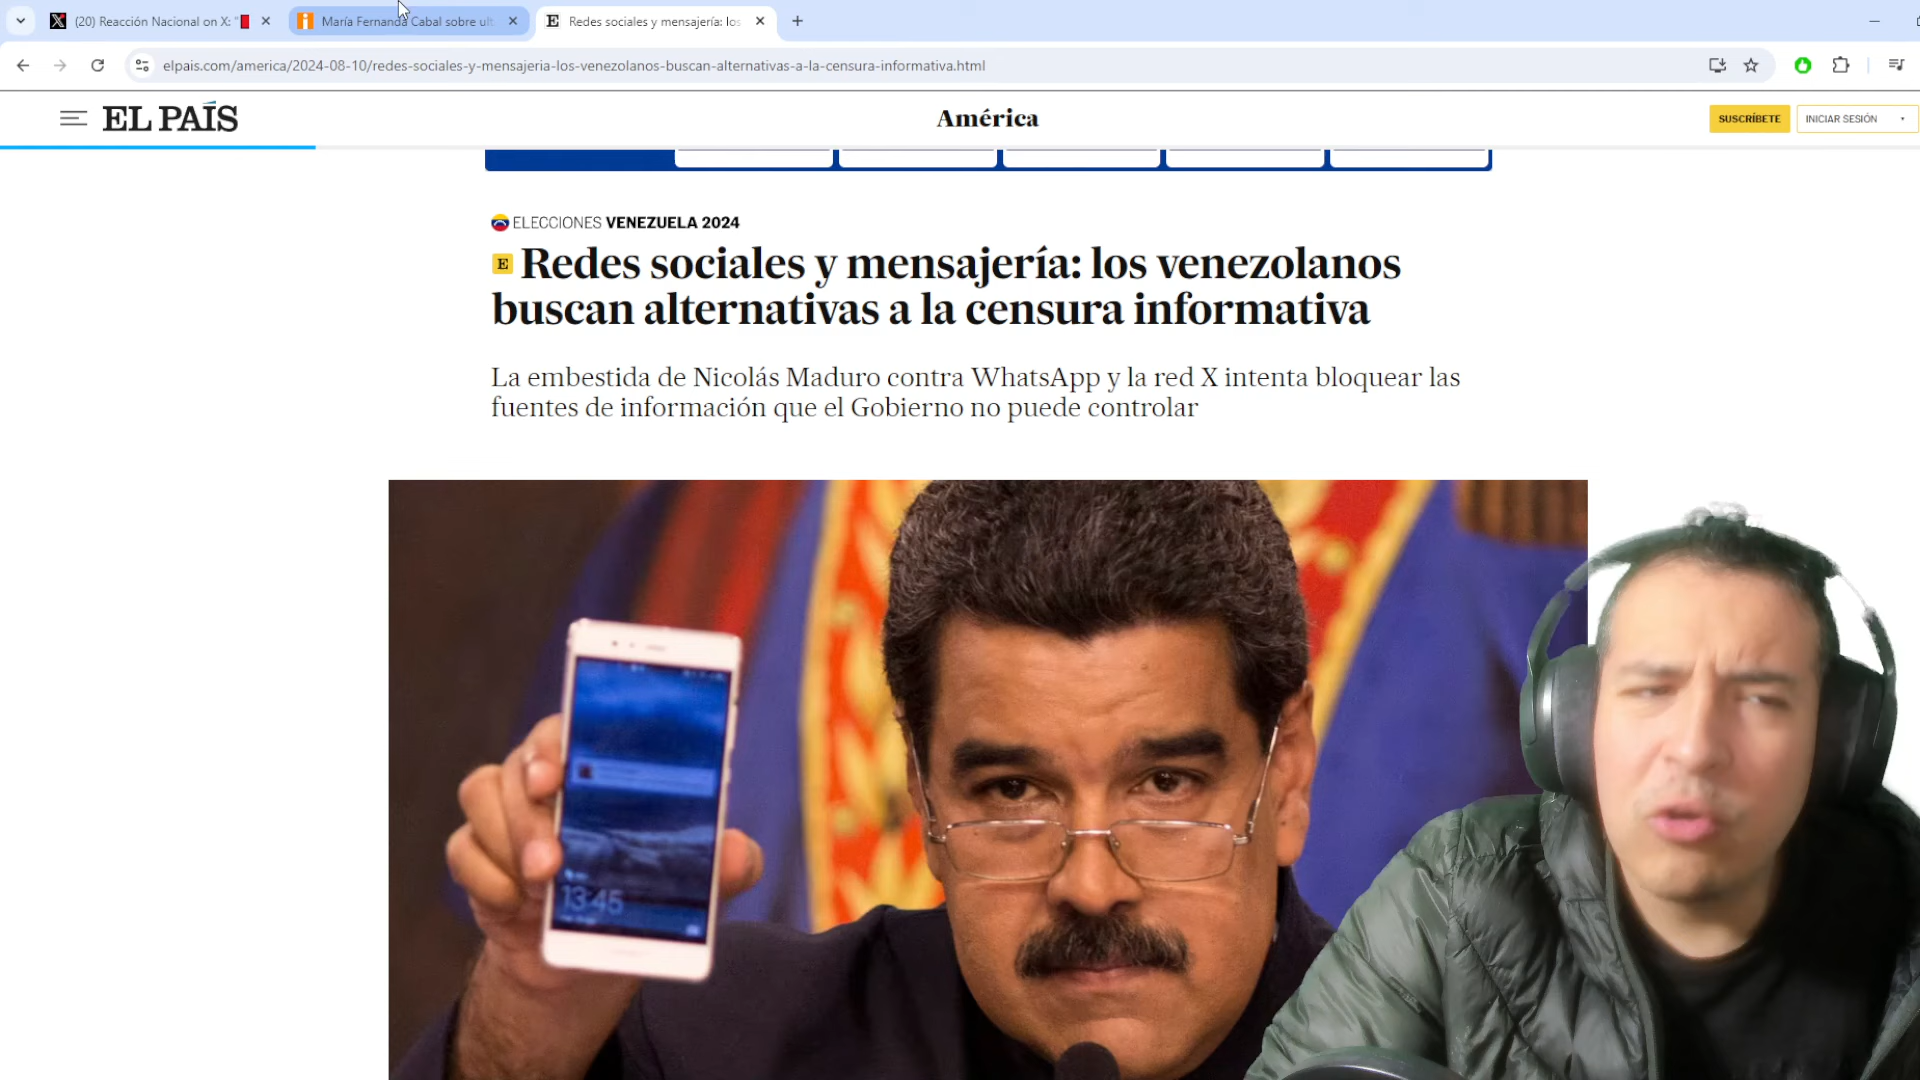 (20) Reacción Nacional on X: "
María Fernanda Cabal sobre ult
Redes sociales y mensajería: los
elpais.com/america/2024-08-10/redes-sociales-y-mensajeria-los-venezolanos-buscan-alternativas-a-la-censura-informativa.html
EL PAÍS
América
SUSCRÍBETE
INICIAR SESIÓN
ELECCIONES VENEZUELA 2024
E Redes sociales y mensajería: los venezolanos
buscan alternativas a la censura informativa
La embestida de Nicolás Maduro contra WhatsApp y la red X intenta bloquear las
fuentes de información que el Gobierno no puede controlar
13:45